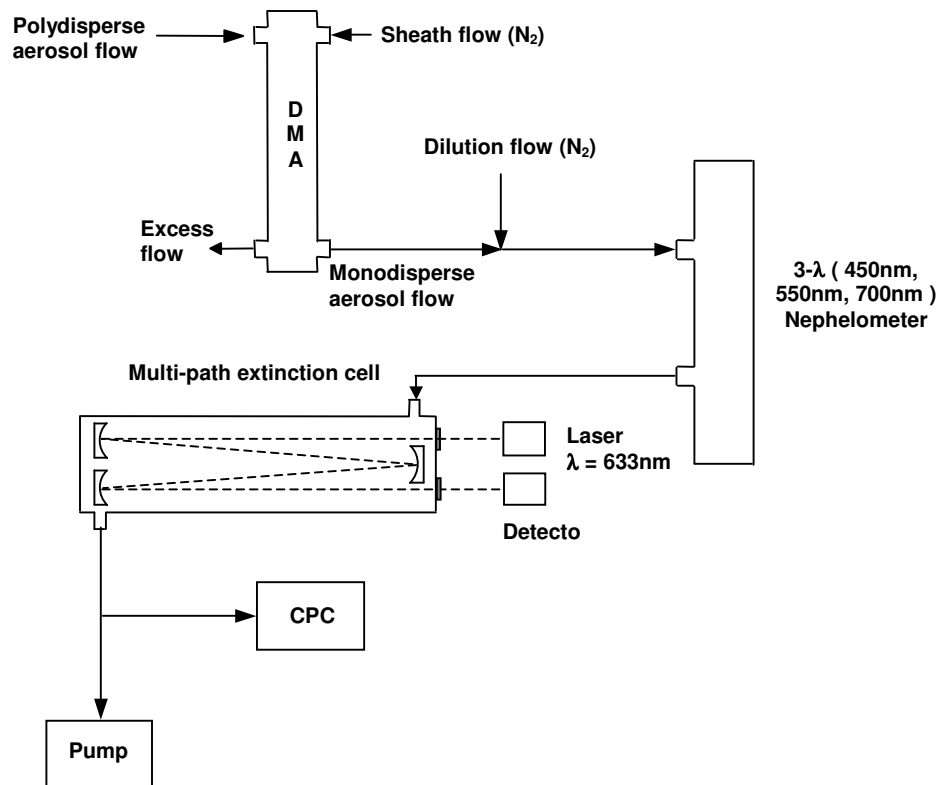 Polydisperse
aerosol flow
Sheath flow (N₂)
D
M
A
Dilution flow (N₂)
Excess
flow
Monodisperse
aerosol flow
3-λ ( 450nm,
550nm, 700nm )
Nephelometer
Multi-path extinction cell
Laser
λ = 633nm
Detecto
CPC
Pump